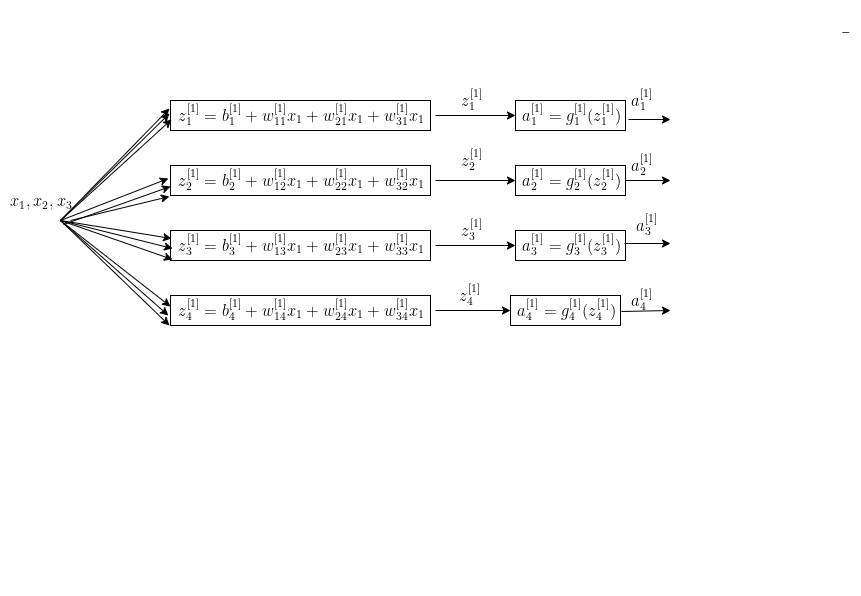 –
z_1^{[1]} = b_1^{[1]} + w_{11}^{[1]}x_1 + w_{21}^{[1]}x_1 + w_{31}^{[1]}x_1 z_1^{[1]} a_1^{[1]} = g_1^{[1]}(z_1^{[1]}) a_1^{[1]}
z_2^{[1]} = b_2^{[1]} + w_{12}^{[1]}x_1 + w_{22}^{[1]}x_1 + w_{32}^{[1]}x_1 z_2^{[1]} a_2^{[1]} = g_2^{[1]}(z_2^{[1]}) a_2^{[1]}
x_1, x_2, x_3
z_3^{[1]} = b_3^{[1]} + w_{13}^{[1]}x_1 + w_{23}^{[1]}x_1 + w_{33}^{[1]}x_1 z_3^{[1]} a_3^{[1]} = g_3^{[1]}(z_3^{[1]}) a_3^{[1]}
z_4^{[1]} = b_4^{[1]} + w_{14}^{[1]}x_1 + w_{24}^{[1]}x_1 + w_{34}^{[1]}x_1 z_4^{[1]} a_4^{[1]} = g_4^{[1]}(z_4^{[1]}) a_4^{[1]}